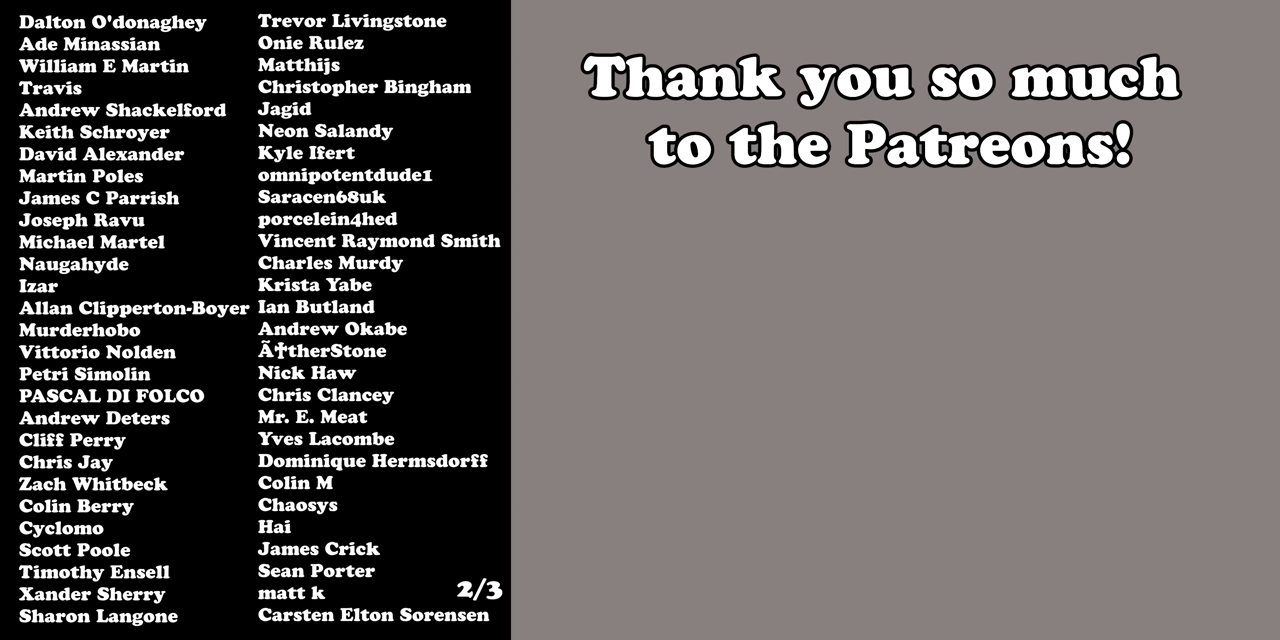 Dalton O'donaghey
Ade Minassian
William E Martin
Travis
Andrew Shackelford
Keith Schroyer
David Alexander
Martin Poles
James C Parrish
Joseph Ravu
Michael Martel
Naugahyde
Izar
Allan Clipperton-Boyer
Murderhobo
Vittorio Nolden
Petri Simolin
PASCAL DI FOLCO
Andrew Deters
Cliff Perry
Chris Jay
Zach Whitbeck
Colin Berry
Cyclomo
Scott Poole
Timothy Ensell
Xander Sherry
Sharon Langone
Trevor Livingstone
Onie Rulez
Matthijs
Christopher Bingham
Jagid
Neon Salandy
Kyle Ifert
omnipotentdude1
Saracen68uk
porcelein4hed
Vincent Raymond Smith
Charles Murdy
Krista Yabe
Ian Butland
Andrew Okabe
Ã†therStone
Nick Haw
Chris Clancey
Mr. E. Meat
Yves Lacombe
Dominique Hermsdorff
Colin M
Chaosys
Hai
James Crick
Sean Porter
matt k
Carsten Elton Sorensen
2/3
Thank you so much
to the Patreons!